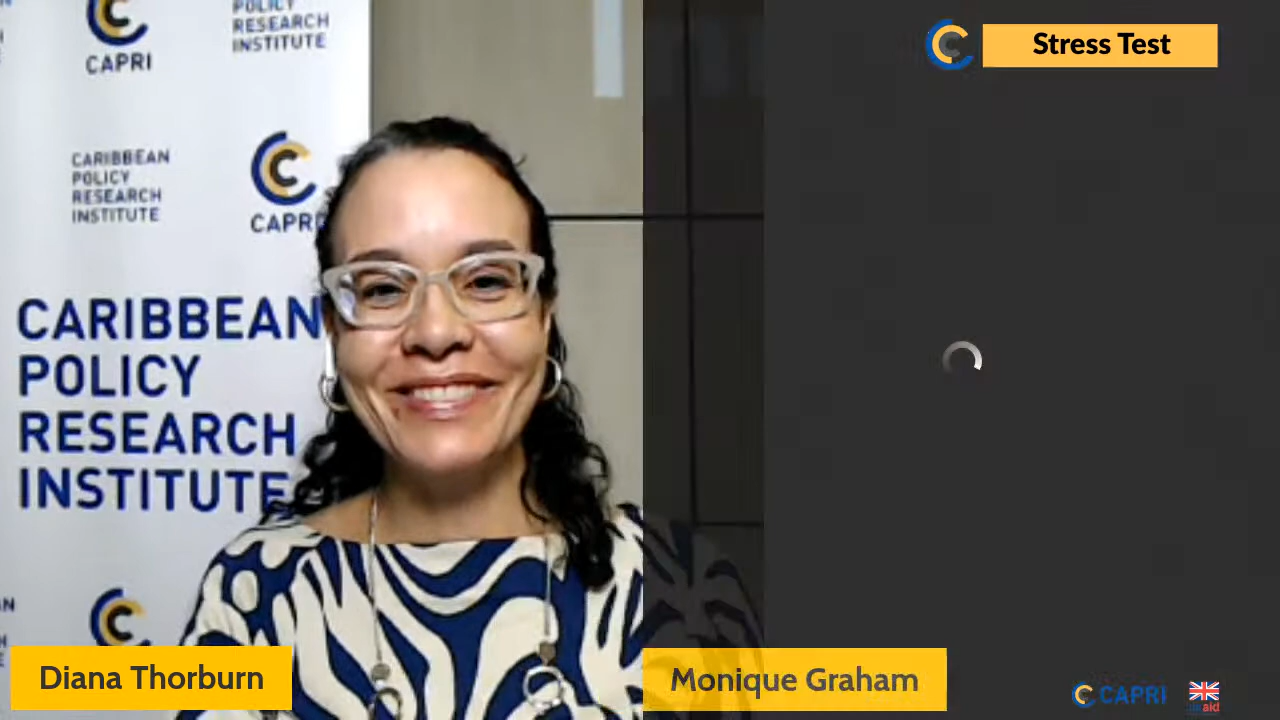 POLICY
RESEARCH
INSTITUTE
CAPRI
Stress Test
CARIBBEAN
POLICY
RESEARCH
INSTITUTE
CAPRI
CARIBBEAN
POLICY
RESEARCH
INSTITUTE
Diana Thorburn
Monique Graham
CAPRI
ukaid